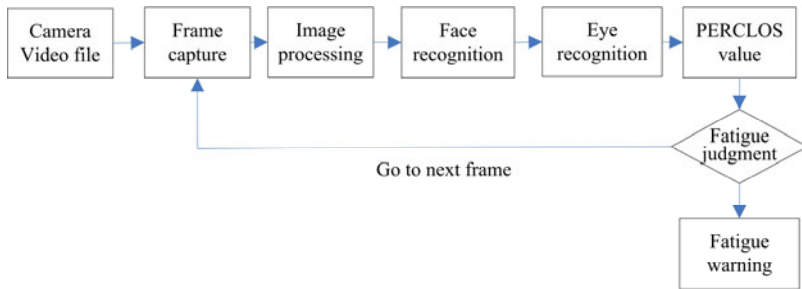 Camera
Video file
Frame
capture
Image
processing
Face
recognition
Eye
recognition
PERCLOS
value
Fatigue
judgment
Go to next frame
Fatigue
warning